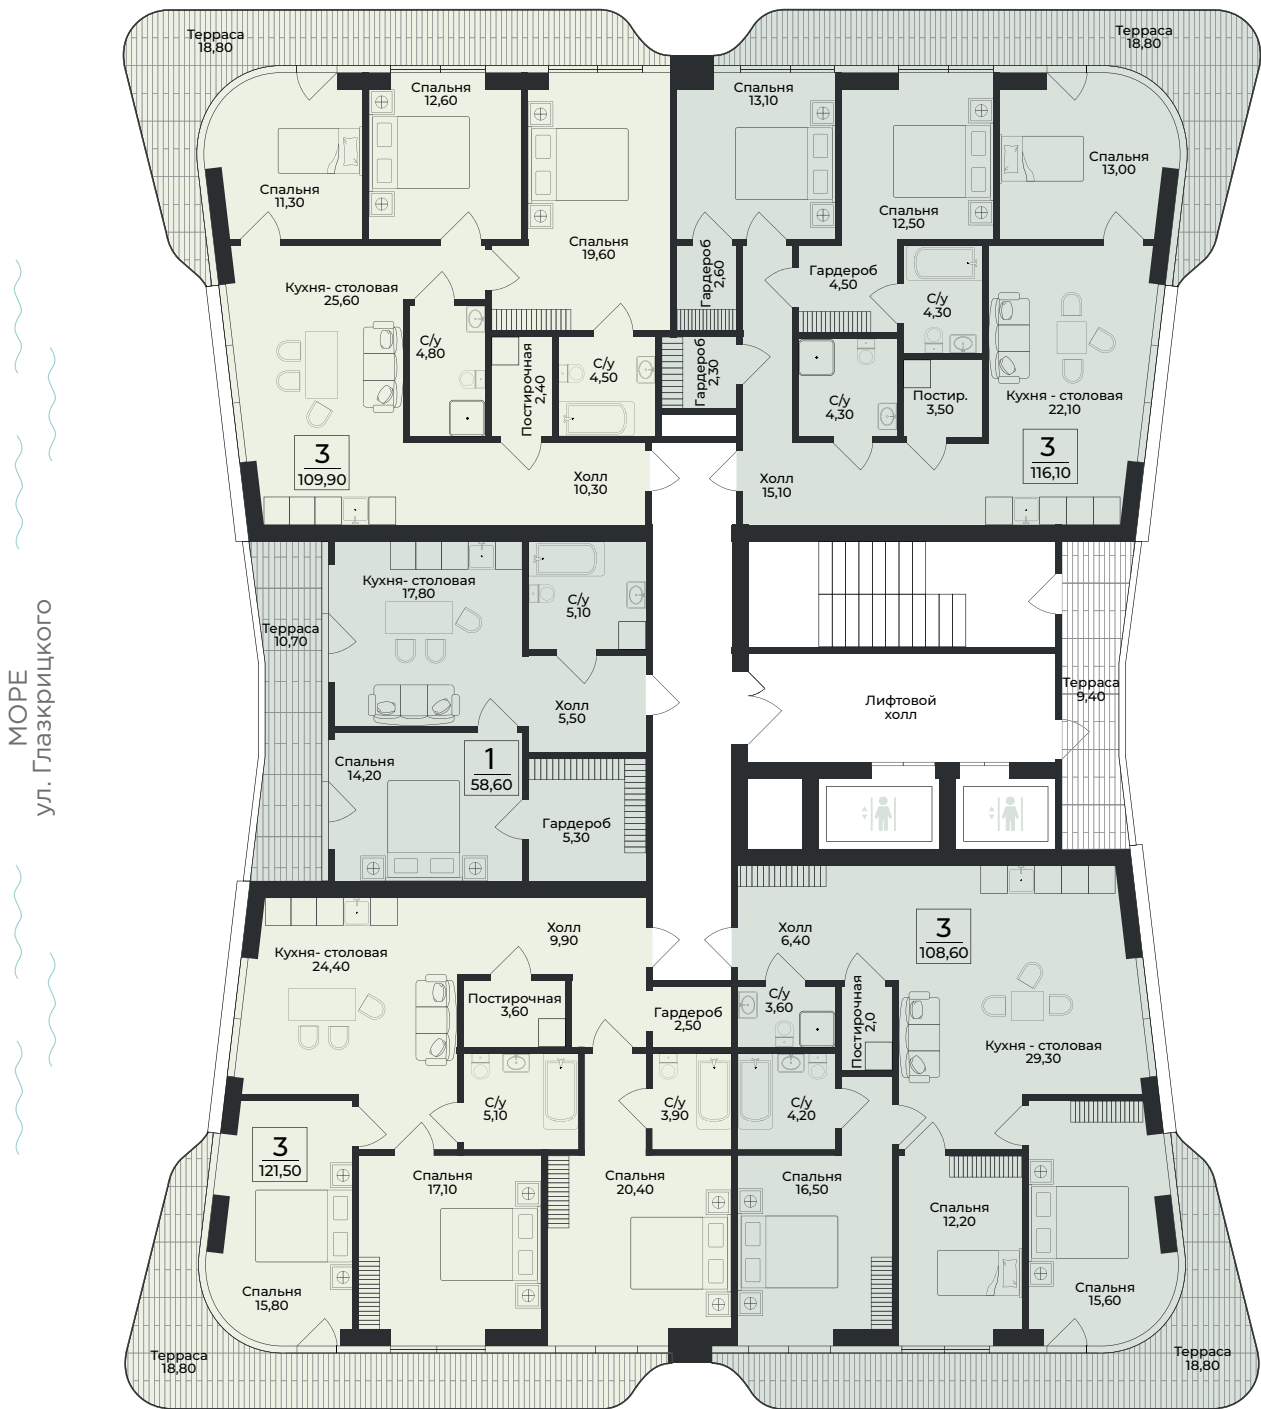 Терраса
18,80
Терраса
18,80
Спальня
12,60
Спальня
13,10
Спальня
11,30
Спальня
19,60
Спальня
12,50
Спальня
13,00
Кухня- столовая
25,60
Гардероб
2,60
Гардероб
4,50
С/у
4,30
С/у
4,80
Постирочная
2,40
С/у
4,50
Гардероб
2,30
С/у
4,30
Постир.
3,50
Кухня - столовая
22,10
3
109,90
3
116,10
Холл
10,30
Холл
15,10
МОРЕ
ул. Глазкрицкого
Кухня- столовая
17,80
С/у
5,10
Терраса
10,70
Холл
5,50
Лифтовой
холл
Терраса
9,40
Спальня
14,20
1
58,60
Гардероб
5,30
Холл
9,90
Холл
6,40
3
108,60
Кухня- столовая
24,40
Постирочная
3,60
Гардероб
2,50
С/у
3,60
Постирочная
2,0
Кухня - столовая
29,30
С/у
5,10
С/у
3,90
С/у
4,20
3
121,50
Спальня
17,10
Спальня
20,40
Спальня
16,50
Спальня
12,20
Спальня
15,80
Спальня
15,60
Терраса
18,80
Терраса
18,80